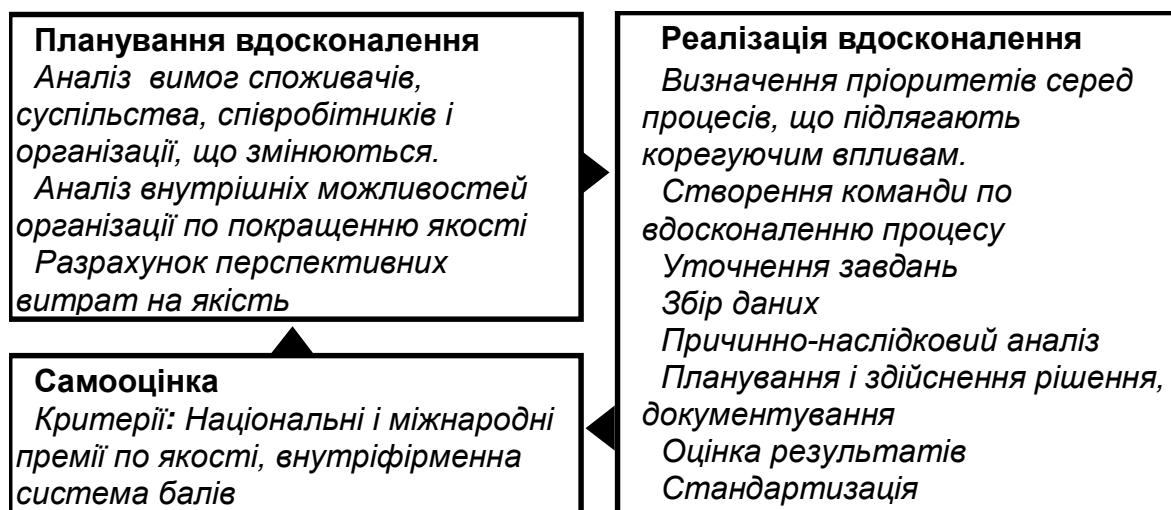 Планування вдосконалення
Аналіз вимог споживачів,
суспільства, співробітників і
організації, що змінюються.
Аналіз внутрішніх можливостей
організації по покращенню якості
Разрахунок перспективних
витрат на якість
Самооцінка
Критерії: Національні і міжнародні
премії по якості, внутріфірменна
система балів
Реалізація вдосконалення
Визначення пріоритетів серед
процесів, що підлягають
корегуючим впливам.
Створення команди по
вдосконаленню процесу
Уточнення завдань
Збір даних
Причинно-наслідковий аналіз
Планування і здійснення рішення,
документування
Оцінка результатів
Стандартизація